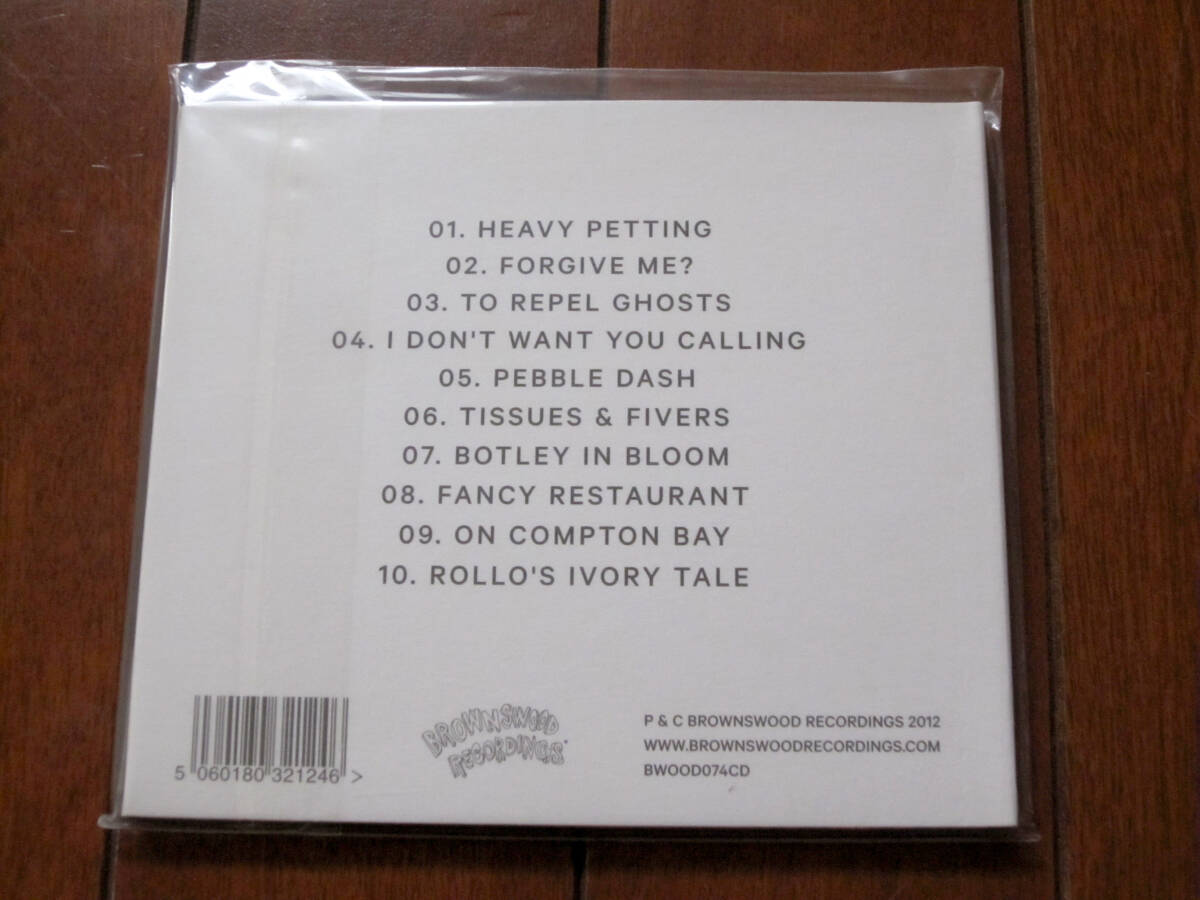 01. HEAVY PETTING
02. FORGIVE ME?
03. TO REPEL GHOSTS
04. I DON'T WANT YOU CALLING
05. PEBBLE DASH
06. TISSUES & FIVERS
07. BOTLEY IN BLOOM
08. FANCY RESTAURANT
09. ON COMPTON BAY
10. ROLLO'S IVORY TALE
5 060180 321246 >
BROWNSWOOD
RECORDINGS
P & C BROWNSWOOD RECORDINGS 2012
WWW.BROWNSWOODRECORDINGS.COM
BWOOD074CD